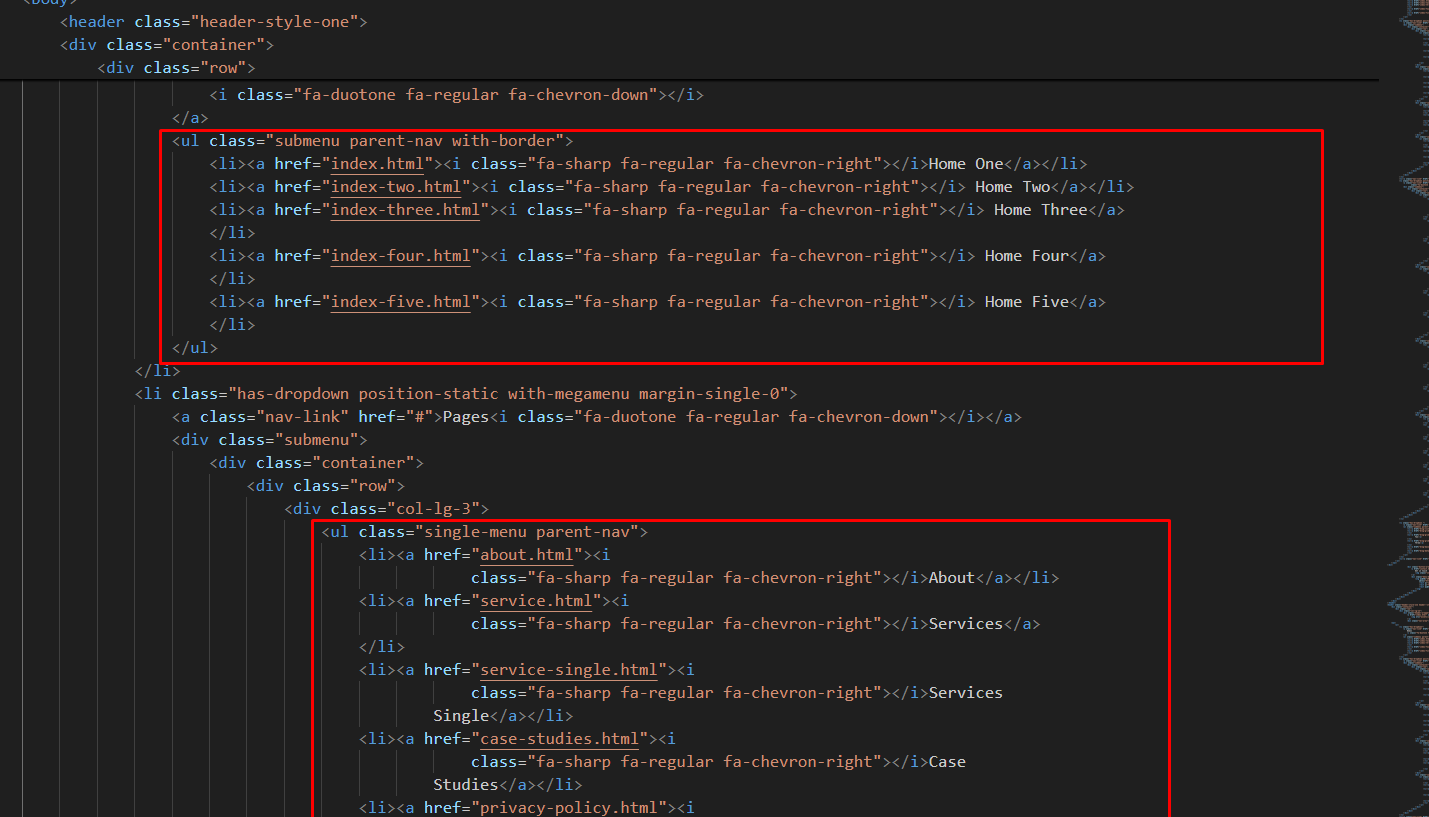 <body>
<header class="header-style-one">
<div class="container">
<div class="row">
<i class="fa-duotone fa-regular fa-chevron-down"></i>
</a>
<ul class="submenu parent-nav with-border">
<li><a href="index.html"><i class="fa-sharp fa-regular fa-chevron-right"></i>Home One</a></li>
<li><a href="index-two.html"><i class="fa-sharp fa-regular fa-chevron-right"></i> Home Two</a></li>
<li><a href="index-three.html"><i class="fa-sharp fa-regular fa-chevron-right"></i> Home Three</a>
</li>
<li><a href="index-four.html"><i class="fa-sharp fa-regular fa-chevron-right"></i> Home Four</a>
</li>
<li><a href="index-five.html"><i class="fa-sharp fa-regular fa-chevron-right"></i> Home Five</a>
</li>
</ul>
</li>
<li class="has-dropdown position-static with-megamenu margin-single-0">
<a class="nav-link" href="#">Pages<i class="fa-duotone fa-regular fa-chevron-down"></i></a>
<div class="submenu">
<div class="container">
<div class="row">
<div class="col-lg-3">
<ul class="single-menu parent-nav">
<li><a href="about.html"><i
class="fa-sharp fa-regular fa-chevron-right"></i>About</a></li>
<li><a href="service.html"><i
class="fa-sharp fa-regular fa-chevron-right"></i>Services</a>
</li>
<li><a href="service-single.html"><i
class="fa-sharp fa-regular fa-chevron-right"></i>Services
Single</a></li>
<li><a href="case-studies.html"><i
class="fa-sharp fa-regular fa-chevron-right"></i>Case
Studies</a></li>
<li><a href="privacy-policy.html"><i